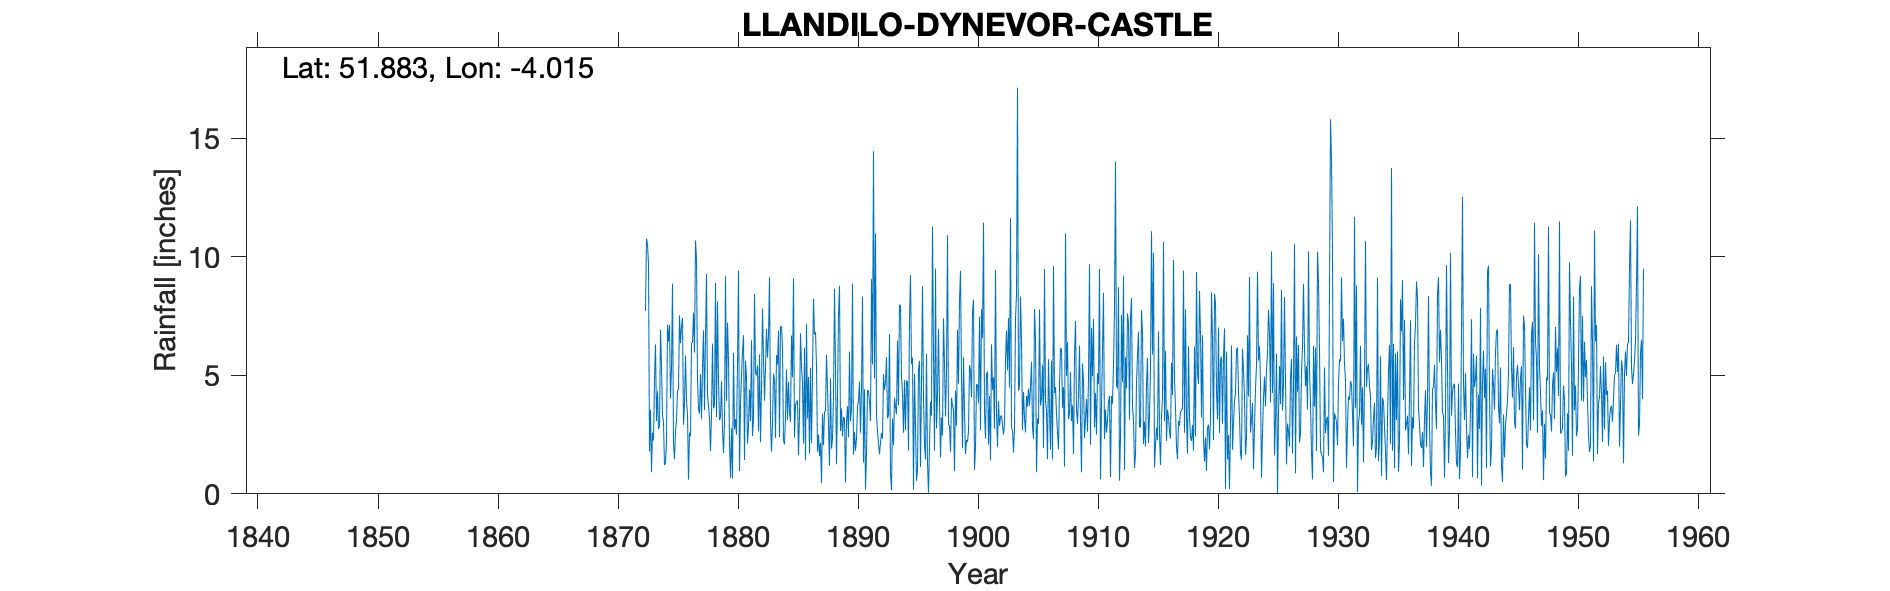 LLANDILO-DYNEVOR-CASTLE
Lat: 51.883, Lon: -4.015
Rainfall [inches]
15
10
5
0
1840 1850 1860 1870 1880 1890 1900 1910 1920 1930 1940 1950 1960
Year